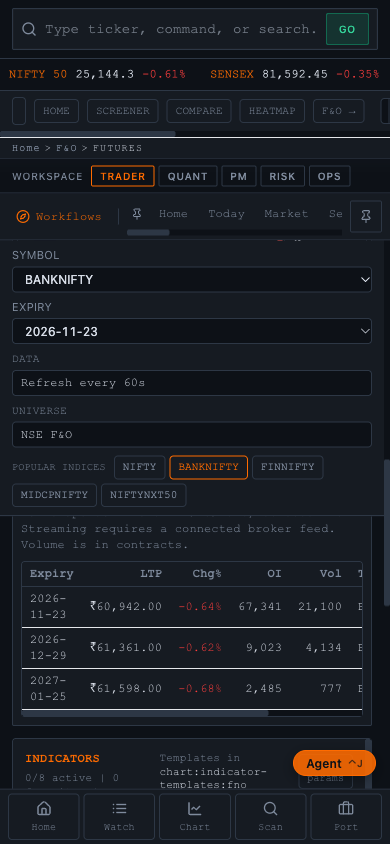 Type ticker, command, or search.
GO
NIFTY 50 25,144.3 -0.61% SENSEX 81,592.45 -0.35%
HOME SCREENER COMPARE HEATMAP F&O →
Home > F&O > FUTURES
WORKSPACE TRADER QUANT PM RISK OPS
Workflows Home Today Market Se
SYMBOL
BANKNIFTY
EXPIRY
2026-11-23
DATA
Refresh every 60s
UNIVERSE
NSE F&O
POPULAR INDICES NIFTY BANKNIFTY FINNIFTY
MIDCPNIFTY NIFTYNXT50
Streaming requires a connected broker feed.
Volume is in contracts.
Expiry LTP Chg% OI Vol
2026-11-23 ₹60,942.00 -0.64% 67,341 21,100
2026-12-29 ₹61,361.00 -0.62% 9,023 4,134
2027-01-25 ₹61,598.00 -0.68% 2,485 777
INDICATORS
0/8 active | 0
Templates in
chart:indicator-
templates:fno
params
Agent ^J
Home Watch Chart Scan Port